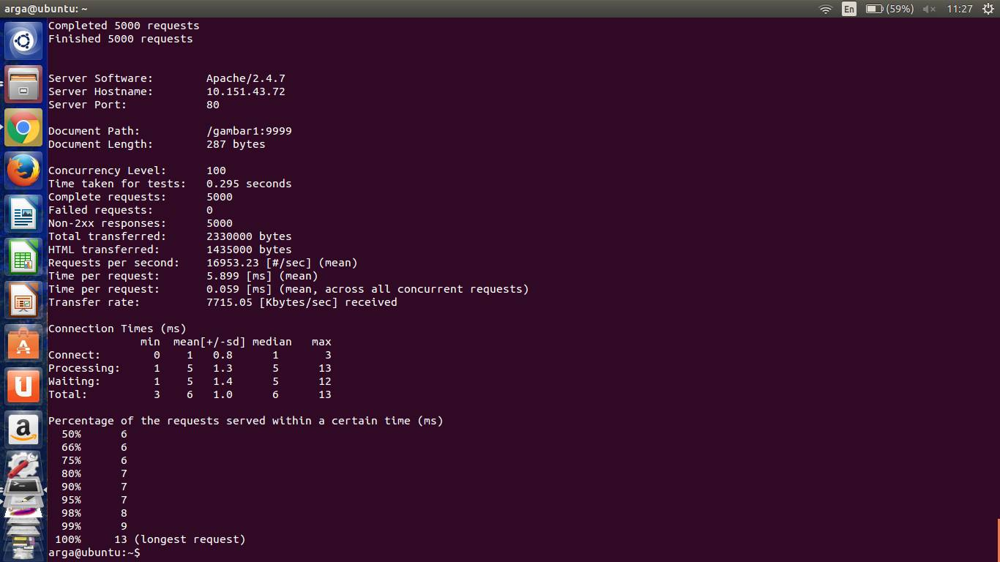 arga@ubuntu: ~
En
(59%)
11:27
Completed 5000 requests
Finished 5000 requests
Server Software: Apache/2.4.7
Server Hostname: 10.151.43.72
Server Port: 80
Document Path: /gambar1:9999
Document Length: 287 bytes
Concurrency Level: 100
Time taken for tests: 0.295 seconds
Complete requests: 5000
Failed requests: 0
Non-2xx responses: 5000
Total transferred: 2330000 bytes
HTML transferred: 1435000 bytes
Requests per second: 16953.23 [#/sec] (mean)
Time per request: 5.899 [ms] (mean)
Time per request: 0.059 [ms] (mean, across all concurrent requests)
Transfer rate: 7715.05 [Kbytes/sec] received
Connection Times (ms)
min mean[+/-sd] median max
Connect: 0 1 0.8 1 3
Processing: 1 5 1.3 5 13
Waiting: 1 5 1.4 5 12
Total: 3 6 1.0 6 13
Percentage of the requests served within a certain time (ms)
50% 6
66% 6
75% 6
80% 7
90% 7
95% 7
98% 8
99% 9
100% 13 (longest request)
arga@ubuntu:~$